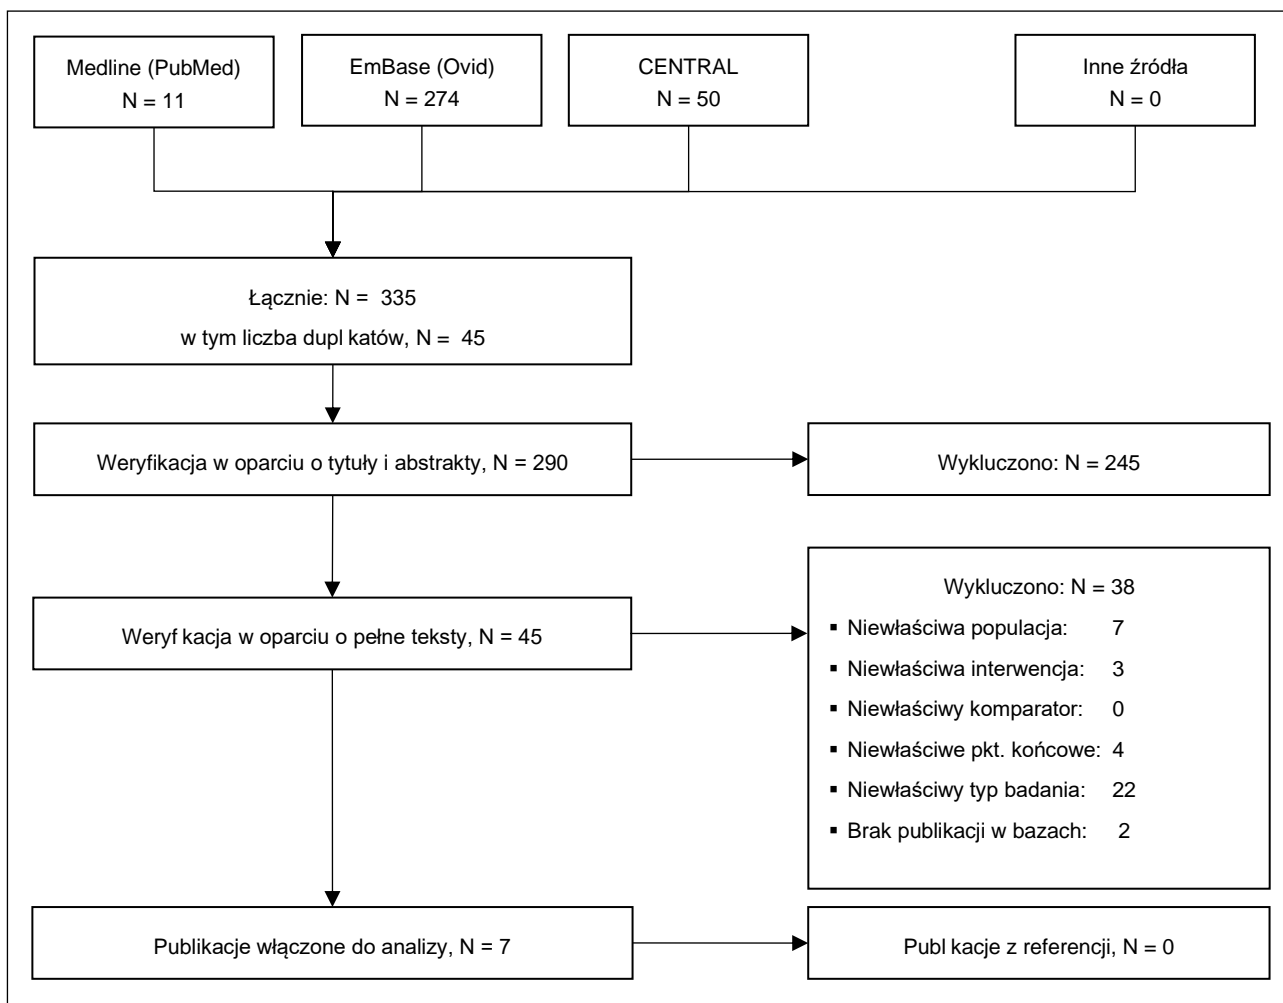 Medline (PubMed)
N = 11
EmBase (Ovid)
N = 274
CENTRAL
N = 50
Inne źródła
N = 0
Łącznie: N = 335
w tym liczba dupl katów, N = 45
Weryfikacja w oparciu o tytuły i abstrakty, N = 290
Wykluczono: N = 245
Weryf kacja w oparciu o pełne teksty, N = 45
Wykluczono: N = 38
▪ Niewłaściwa populacja: 7
▪ Niewłaściwa interwencja: 3
▪ Niewłaściwy komparator: 0
▪ Niewłaściwe pkt. końcowe: 4
▪ Niewłaściwy typ badania: 22
▪ Brak publikacji w bazach: 2
Publikacje włączone do analizy, N = 7
Publ kacje z referencji, N = 0